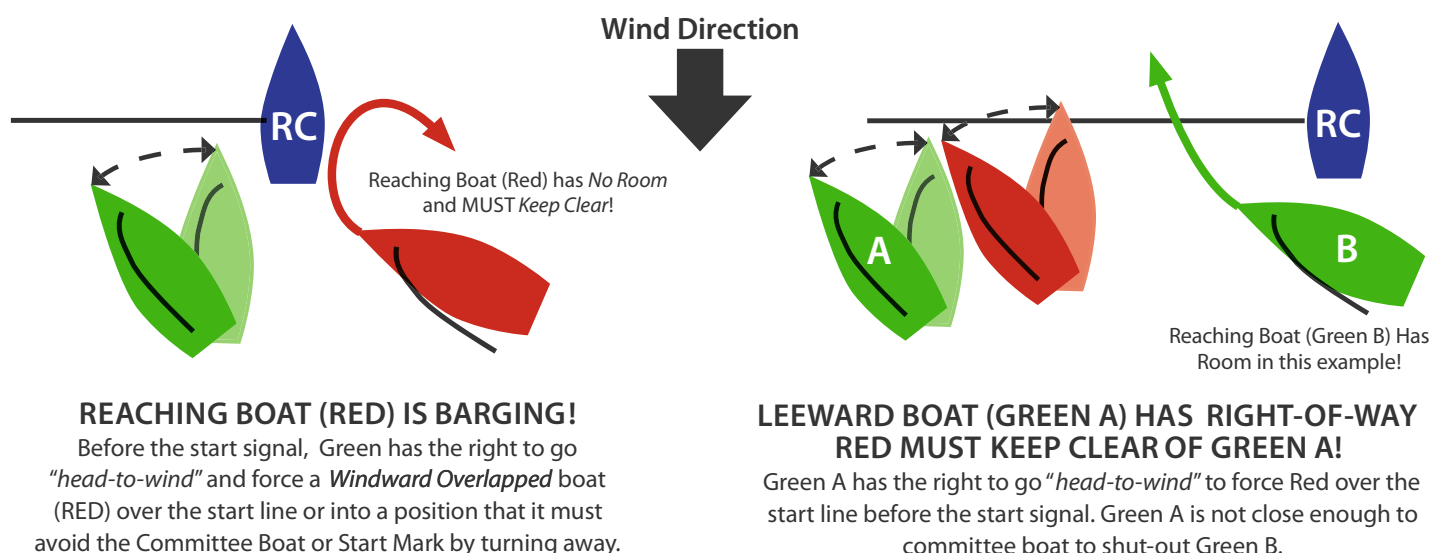 Wind Direction
RC
Reaching Boat (Red) has No Room
and MUST Keep Clear!
REACHING BOAT (RED) IS BARGING!
Before the start signal, Green has the right to go
“head-to-wind” and force a Windward Overlapped boat
(RED) over the start line or into a position that it must
avoid the Committee Boat or Start Mark by turning away.
RC
A
B
Reaching Boat (Green B) Has
Room in this example!
LEEWARD BOAT (GREEN A) HAS RIGHT-OF-WAY
RED MUST KEEP CLEAR OF GREEN A!
Green A has the right to go “head-to-wind” to force Red over the
start line before the start signal. Green A is not close enough to
committee boat to shut-out Green B.